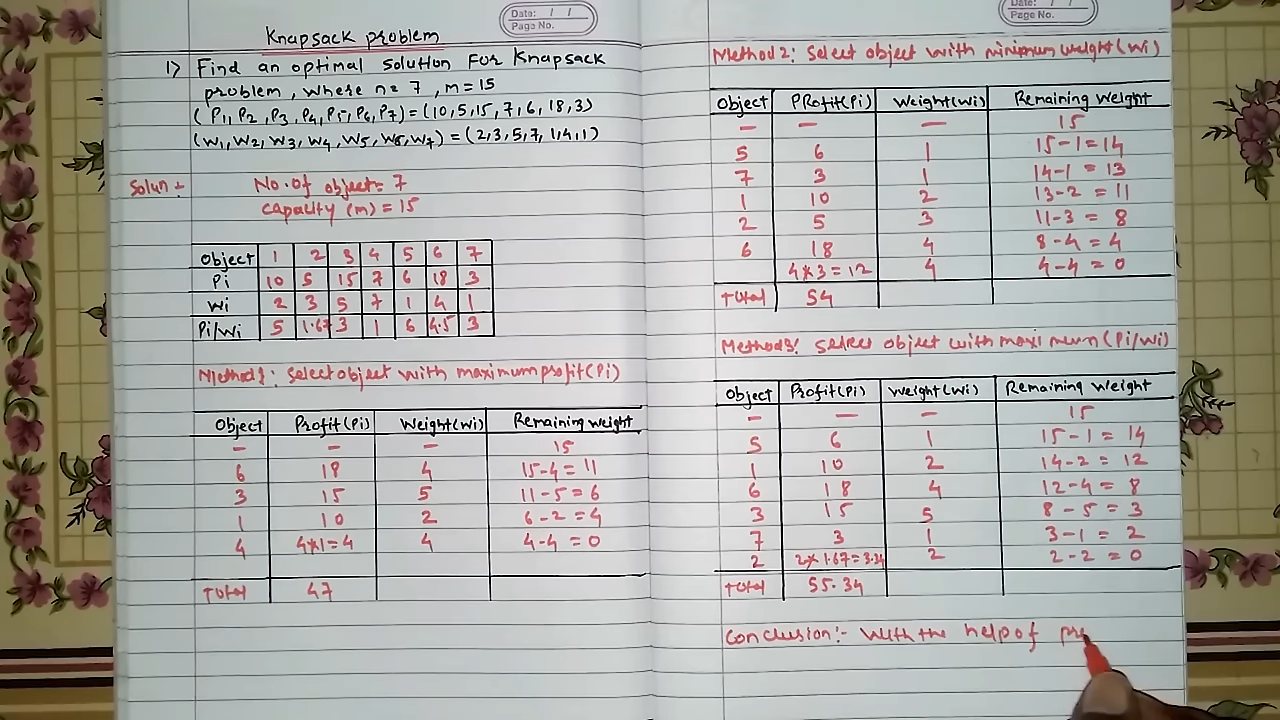 Date: / /
Page No.
Knapsack problem
1) Find an optimal solution For Knapsack
problem, where n= 7, m=15
(P1, P2, P3, P4, P5, P6, P7) = (10, 5, 15, 7, 6, 18, 3)
(W1, W2, W3, W4, W5, W6, W7) = (2, 3, 5, 7, 1, 4, 1)
Soln :- No. of object = 7
capacity (m) = 15
Object 1 2 3 4 5 6 7
Pi 10 5 15 7 6 18 3
Wi 2 3 5 7 1 4 1
Pi/Wi 5 1.67 3 1 6 4.5 3
Method 1: Select object with maximum profit (Pi)
Object Profit (Pi) Weight (Wi) Remaining weight
- - - 15
6 18 4 15-4 = 11
3 15 5 11-5 = 6
1 10 2 6-2 = 4
4 4*1=4 4 4-4 = 0
Total 47
Date: / /
Page No.
Method 2: Select object with minimum weight (Wi)
Object Profit (Pi) Weight (Wi) Remaining Weight
- - - 15
5 6 1 15-1=14
7 3 1 14-1 = 13
1 10 2 13-2 = 11
2 5 3 11-3 = 8
6 18 4 8-4 = 4
4*3=12 4 4-4 = 0
Total 54
Method 3: Select object with maximum (Pi/Wi)
Object Profit (Pi) Weight (Wi) Remaining Weight
- - - 15
5 6 1 15-1 = 14
1 10 2 14-2 = 12
6 18 4 12-4 = 8
3 15 5 8-5 = 3
7 3 1 3-1 = 2
2 2*1.67=3.34 2 2-2 = 0
Total 55.34
Conclusion:- With the help of pr